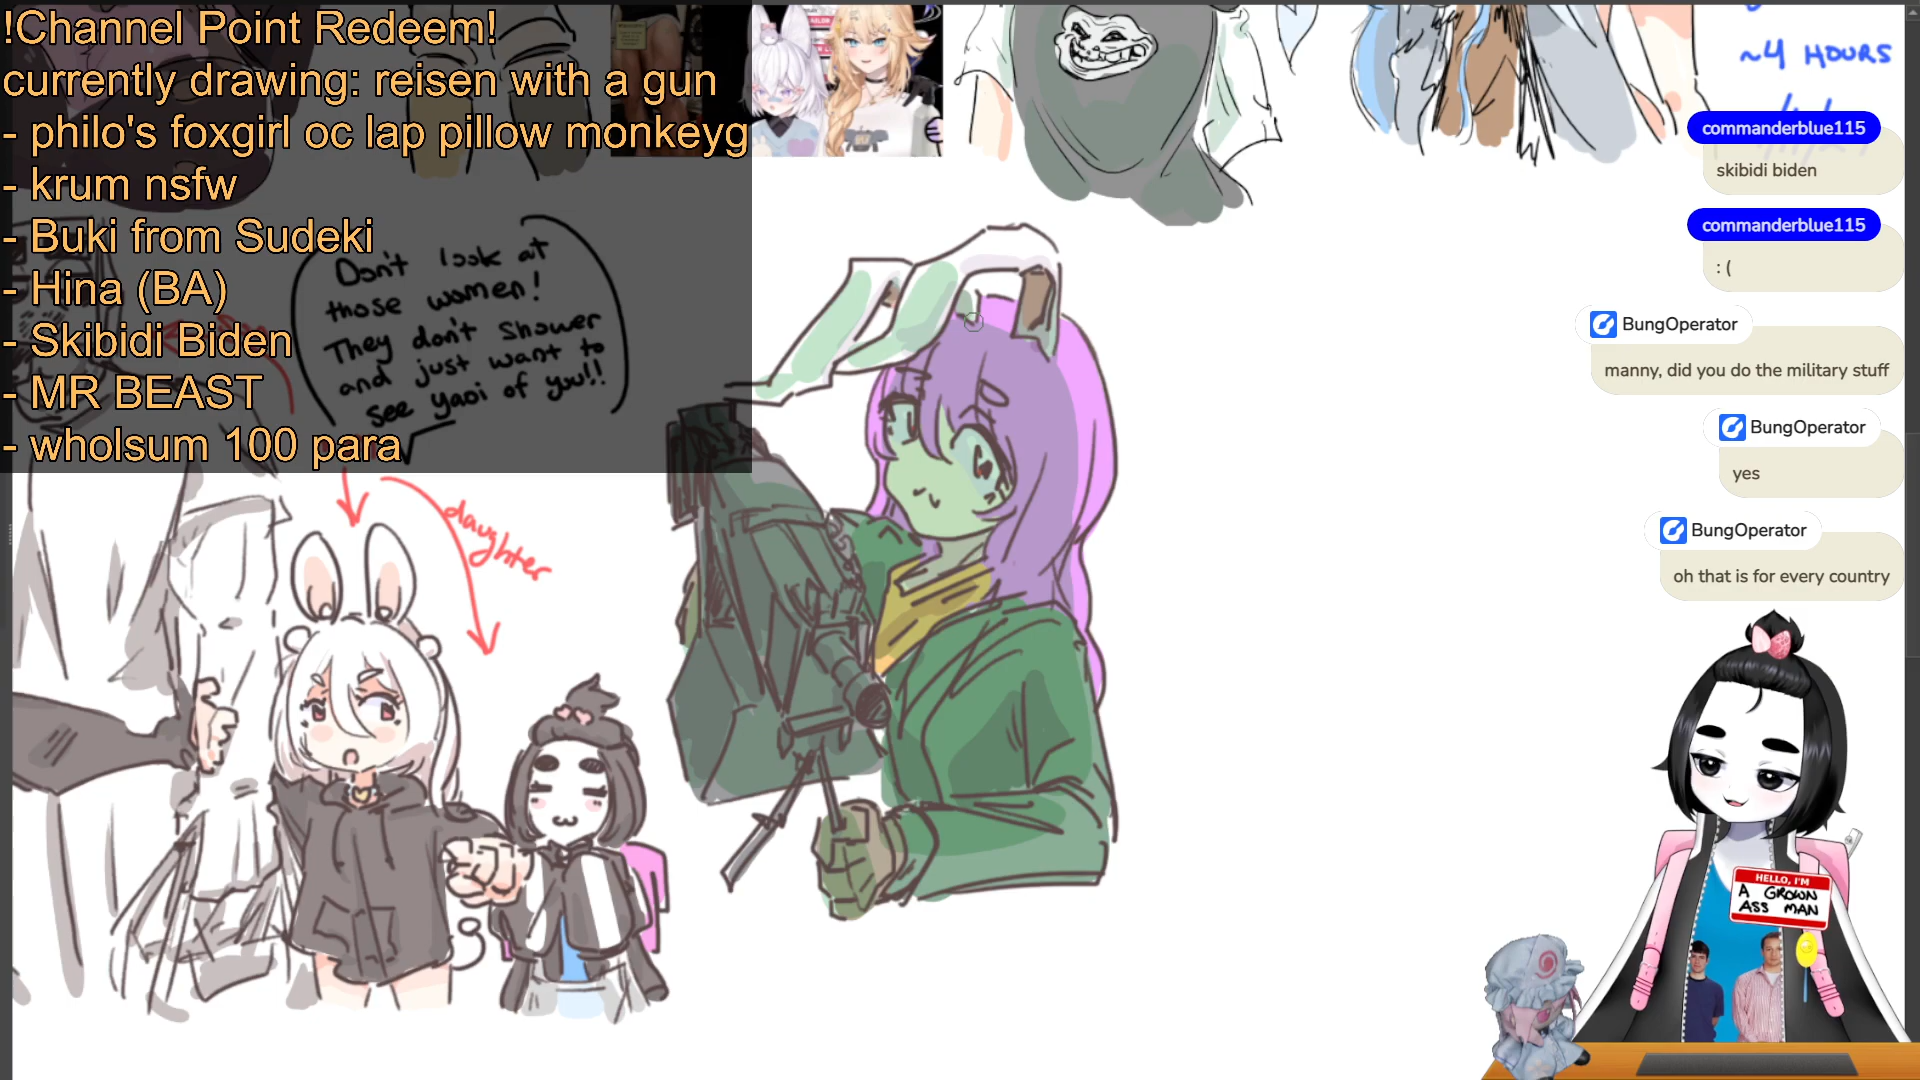 !Channel Point Redeem!
currently drawing: reisen with a gun
- philo's foxgirl oc lap pillow monkeyg
- krum nsfw
- Buki from Sudeki
- Hina (BA)
- Skibidi Biden
- MR BEAST
- wholsum 100 para
Don't look at
those women!
They don't shower
and just want to
see yaoi of you!!
daughter
~4 HOURS
commanderblue115
skibidi biden
commanderblue115
: (
BungOperator
manny, did you do the military stuff
BungOperator
yes
BungOperator
oh that is for every country
HELLO, I'M
A GROWN
ASS MAN